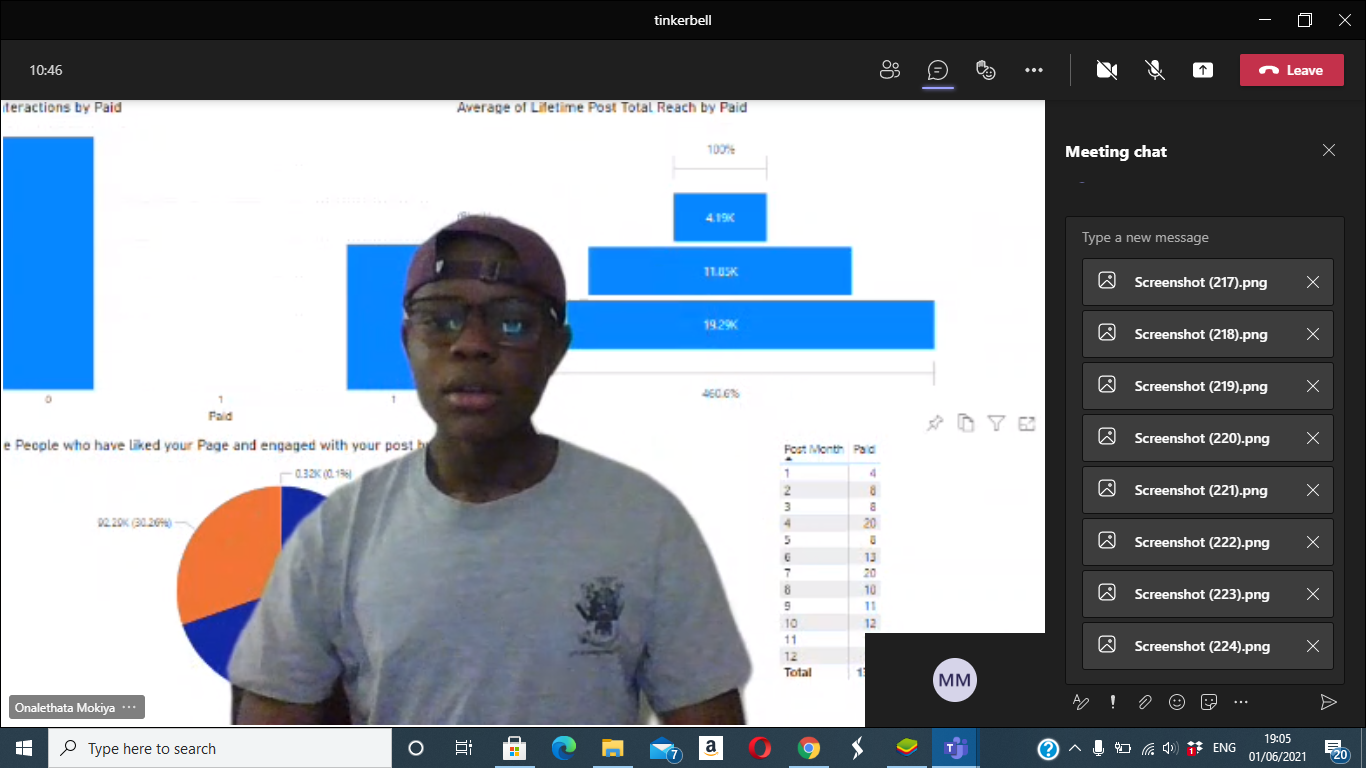 tinkerbell
10:46
Leave
nteractions by Paid
Average of Lifetime Post Total Reach by Paid
100%
4.19K
11.85K
19.29K
460.6%
0
1
1
Paid
e People who have liked your Page and engaged with your post b
0.32K (0.1%)
92.29K (30.26%)
Post Month Paid
1 4
2 8
3 8
4 20
5 8
6 13
7 20
8 10
9 11
10 12
11
12
Total
Onalethata Mokiya
MM
Meeting chat
Type a new message
Screenshot (217).png
Screenshot (218).png
Screenshot (219).png
Screenshot (220).png
Screenshot (221).png
Screenshot (222).png
Screenshot (223).png
Screenshot (224).png
Type here to search
7
a
ENG
19:05
01/06/2021
20